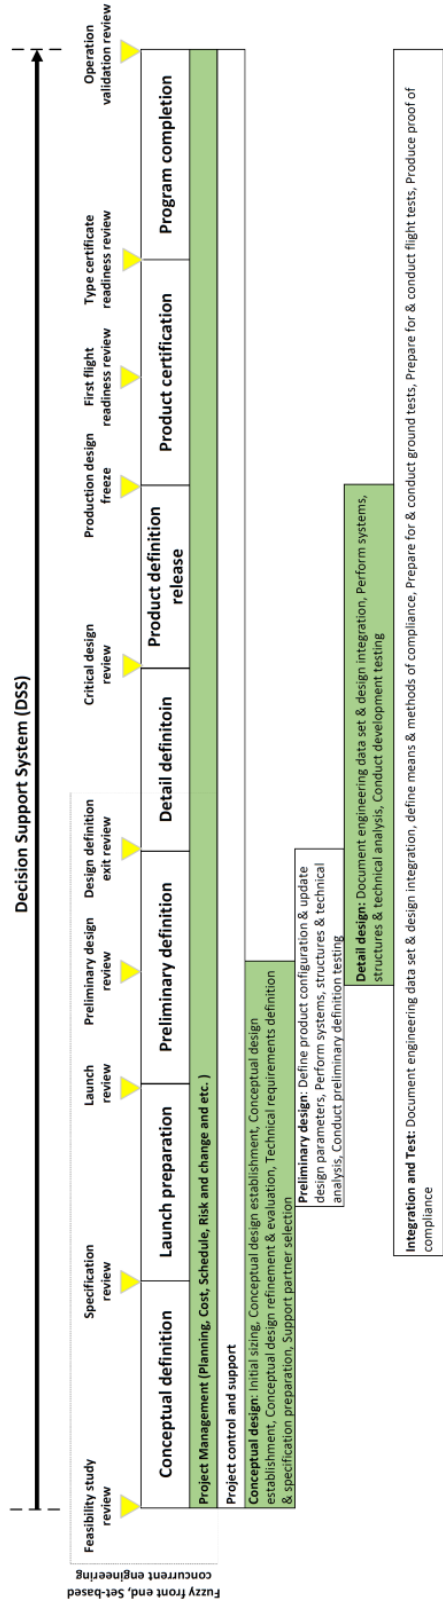 Decision Support System (DSS)
Feasibility study
review
Specification
review
Launch
review
Preliminary design
review
Design definition
exit review
Critical design
review
Production design
freeze
First flight
readiness review
Type certificate
readiness review
Operation
validation review
Fuzzy front end, Set-based
concurrent engineering
Conceptual definition
Launch preparation
Preliminary definition
Detail definitoin
Product definition
release
Product certification
Program completion
Project Management (Planning, Cost, Schedule, Risk and change and etc. )
Project control and support
Conceptual design: Initial sizing, Conceptual design establishment, Conceptual design
establishment, Conceptual design refinement & evaluation, Technical requirements definition
& specification preparation, Support partner selection
Preliminary design: Define product configuration & update
design parameters, Perform systems, structures & technical
analysis, Conduct preliminary definition testing
Detail design: Document engineering data set & design integration, Perform systems,
structures & technical analysis, Conduct development testing
Integration and Test: Document engineering data set & design integration, define means & methods of compliance, Prepare for & conduct ground tests, Prepare for & conduct flight tests, Produce proof of
compliance